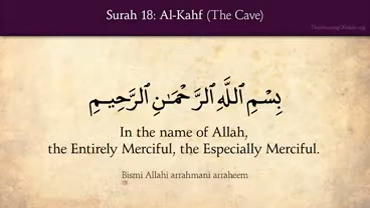 Surah 18: Al-Kahf (The Cave)
بِسْمِ ٱللَّهِ ٱلرَّحْمَـٰنِ ٱلرَّحِيمِ
In the name of Allah,
the Entirely Merciful, the Especially Merciful.
Bismi Allahi arrahmani arraheem